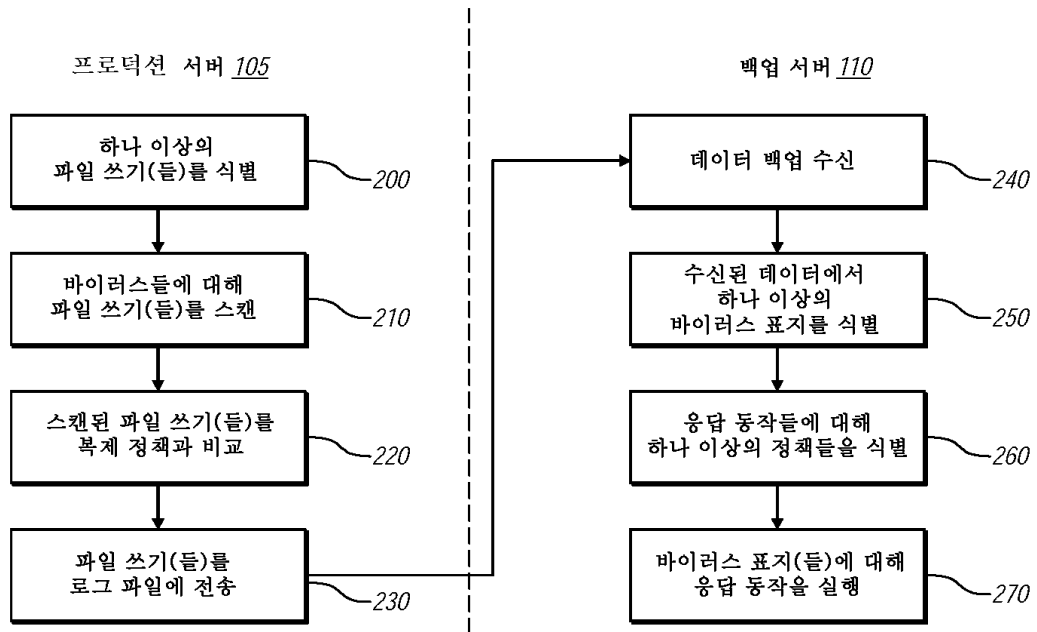 프로덕션 서버 105
하나 이상의
파일 쓰기(들)를 식별
200
바이러스들에 대해
파일 쓰기(들)를 스캔
210
스캔된 파일 쓰기(들)를
복제 정책과 비교
220
파일 쓰기(들)를
로그 파일에 전송
230
백업 서버 110
데이터 백업 수신
240
수신된 데이터에서
하나 이상의
바이러스 표지를 식별
250
응답 동작들에 대해
하나 이상의 정책들을 식별
260
바이러스 표지(들)에 대해
응답 동작을 실행
270